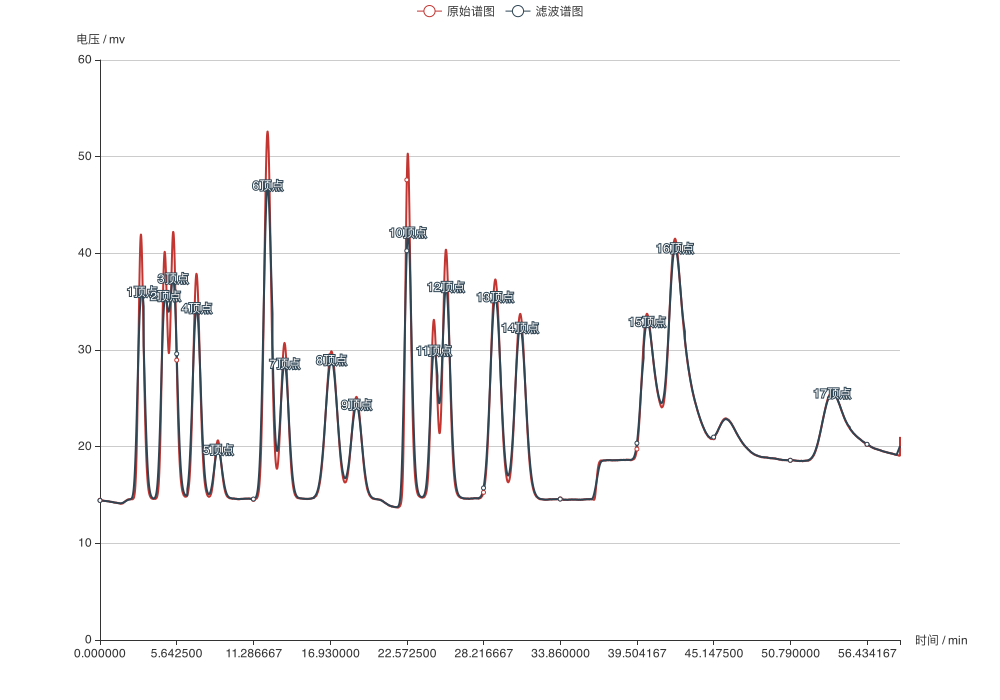 原始谱图 滤波谱图
电压 / mv
60
50
40
30
20
10
0
1顶点
2顶点
3顶点
4顶点
5顶点
6顶点
7顶点
8顶点
9顶点
10顶点
11顶点
12顶点
13顶点
14顶点
15顶点
16顶点
17顶点
0.000000 5.642500 11.286667 16.930000 22.572500 28.216667 33.860000 39.504167 45.147500 50.790000 56.434167
时间 / min